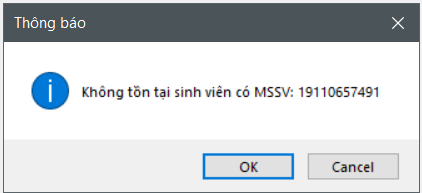 Thông báo
Không tồn tại sinh viên có MSSV: 19110657491
OK
Cancel